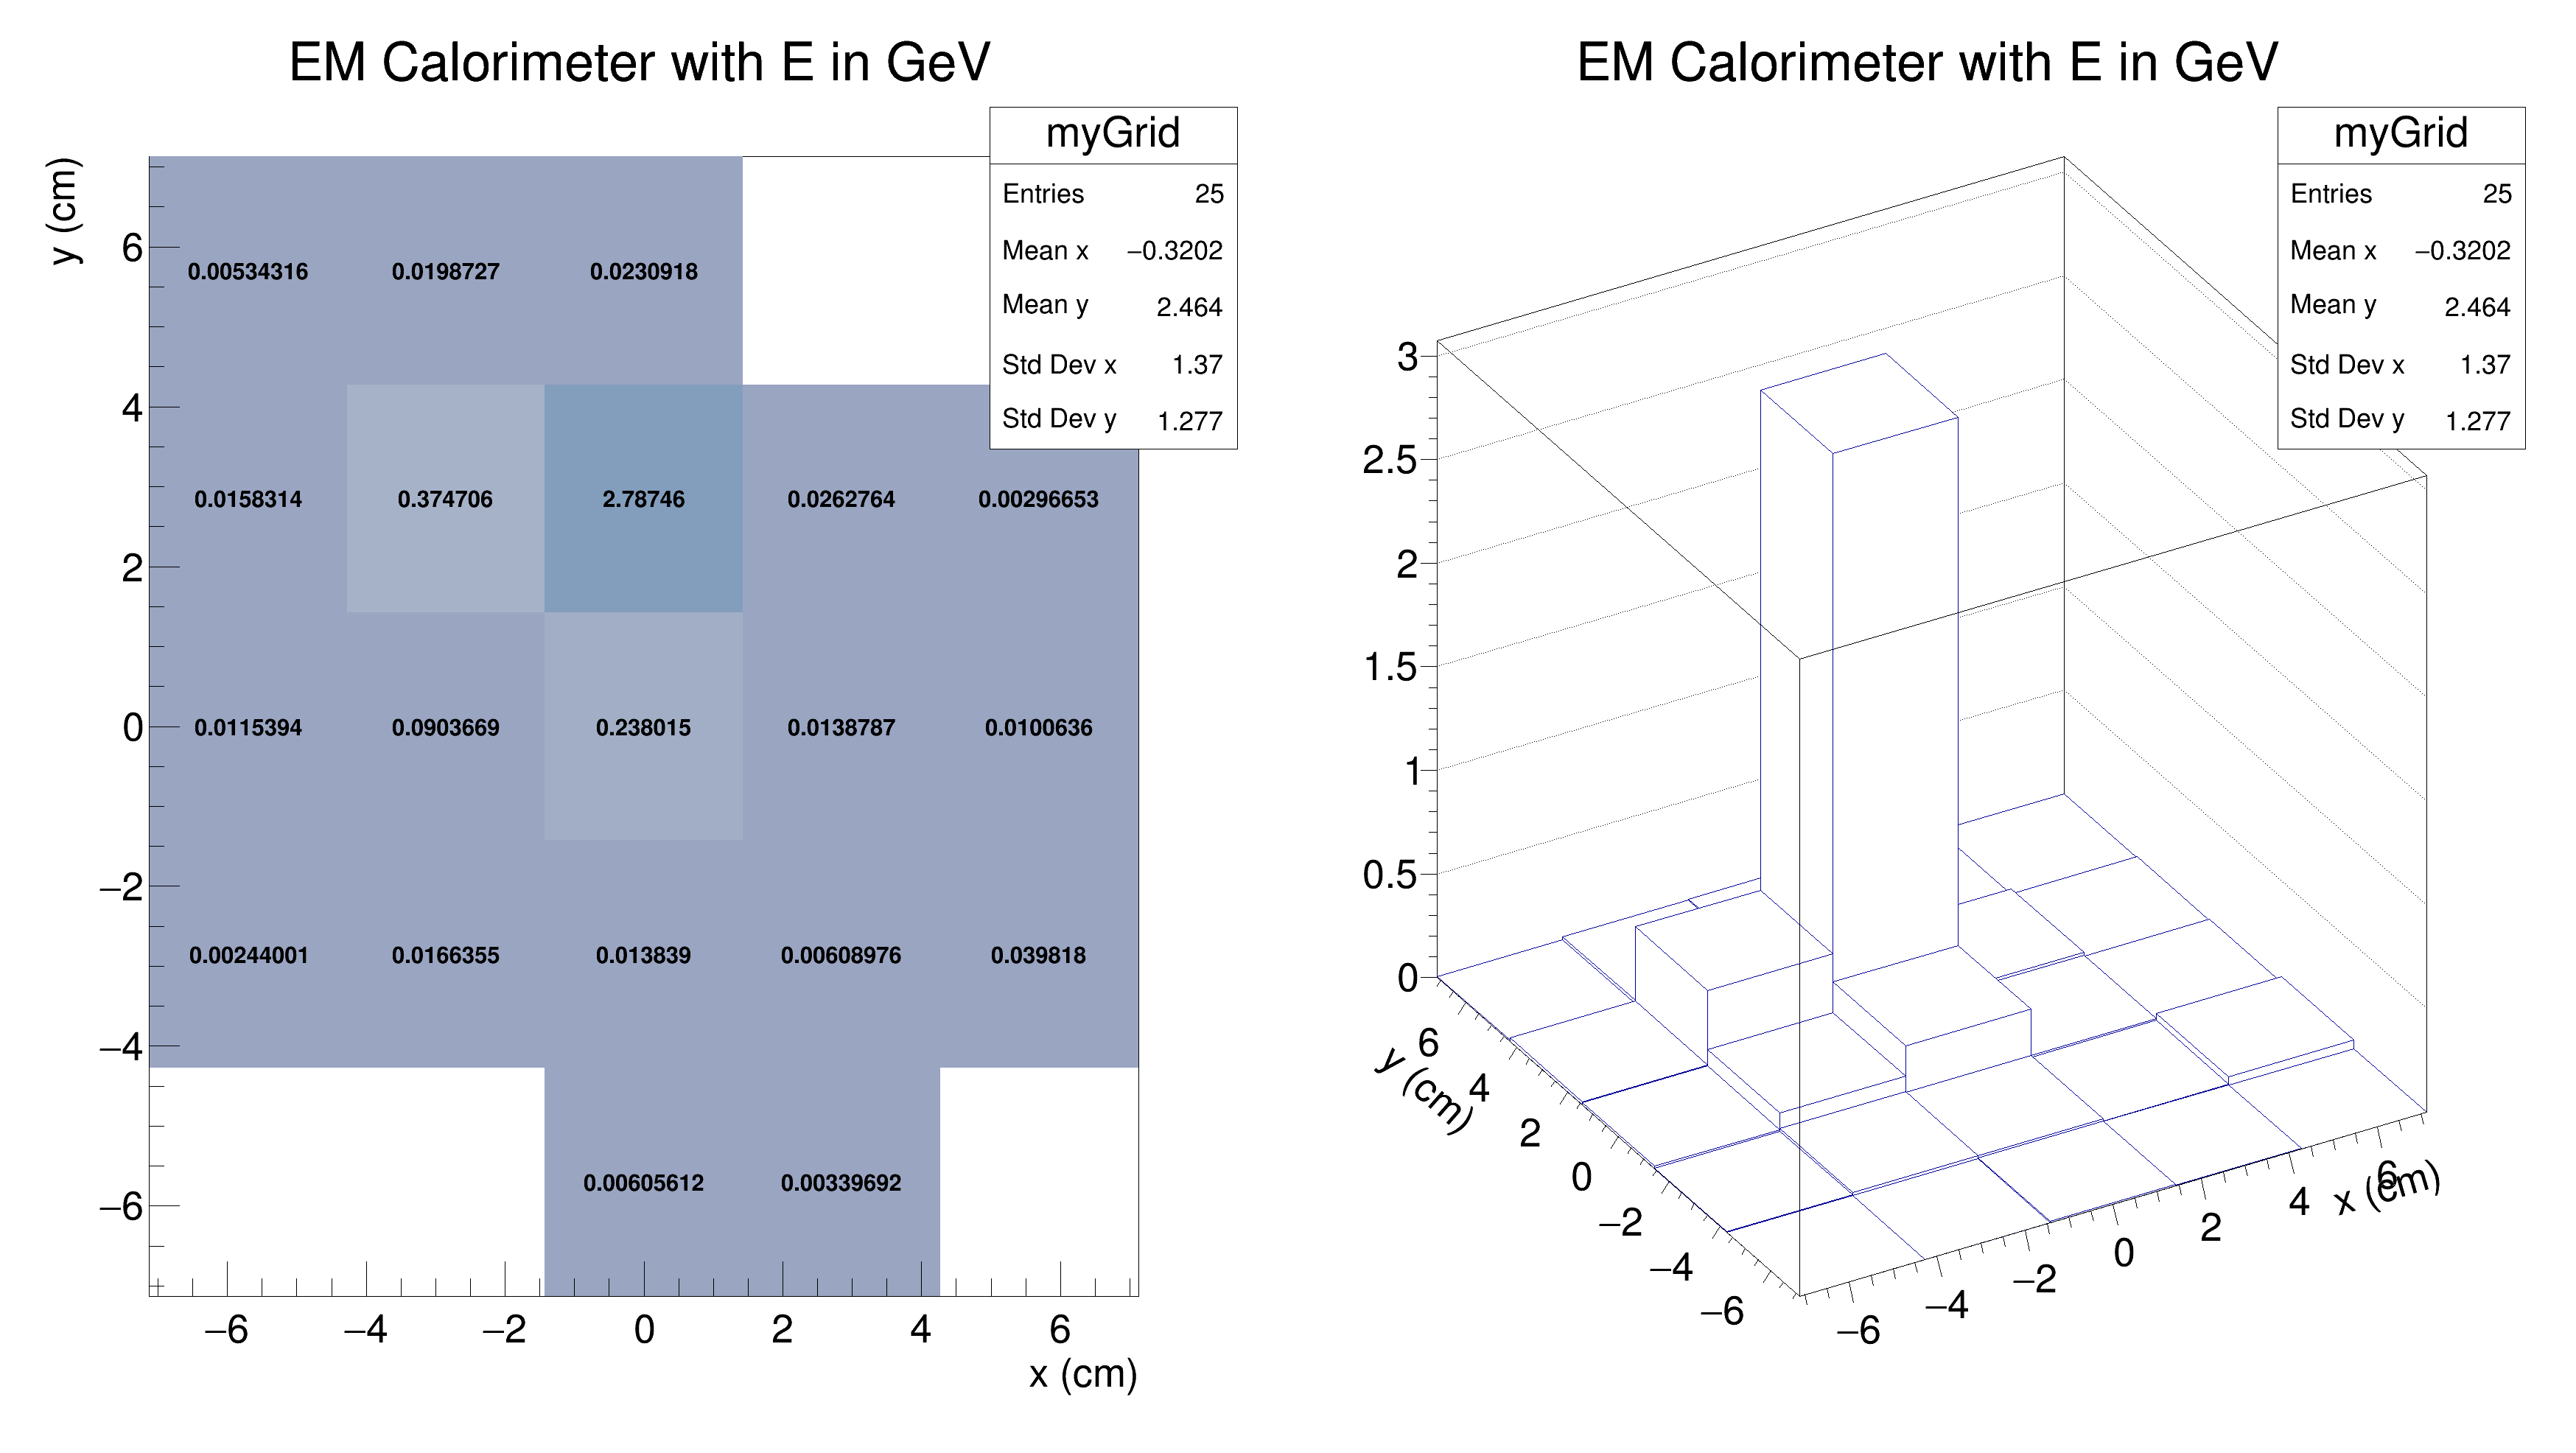 EM Calorimeter with E in GeV
myGrid
Entries 25
Mean x −0.3202
Mean y 2.464
Std Dev x 1.37
Std Dev y 1.277
y (cm)
6
4
2
0
−2
−4
−6
0.00534316 0.0198727 0.0230918
0.0158314 0.374706 2.78746 0.0262764 0.00296653
0.0115394 0.0903669 0.238015 0.0138787 0.0100636
0.00244001 0.0166355 0.013839 0.00608976 0.039818
0.00605612 0.00339692
−6 −4 −2 0 2 4 6
x (cm)
EM Calorimeter with E in GeV
myGrid
Entries 25
Mean x −0.3202
Mean y 2.464
Std Dev x 1.37
Std Dev y 1.277
3
2.5
2
1.5
1
0.5
0
y (cm)
6
4
2
0
−2
−4
−6
−6 −4 −2 0 2 4 6
x (cm)